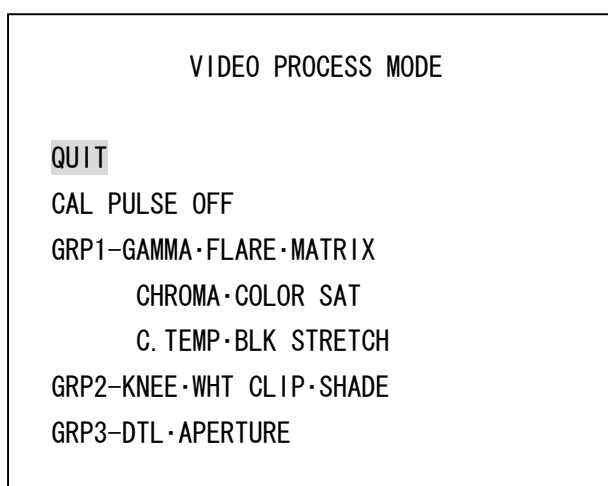 VIDEO PROCESS MODE
QUIT
CAL PULSE OFF
GRP1-GAMMA･FLARE･MATRIX
CHROMA･COLOR SAT
C.TEMP･BLK STRETCH
GRP2-KNEE･WHT CLIP･SHADE
GRP3-DTL･APERTURE